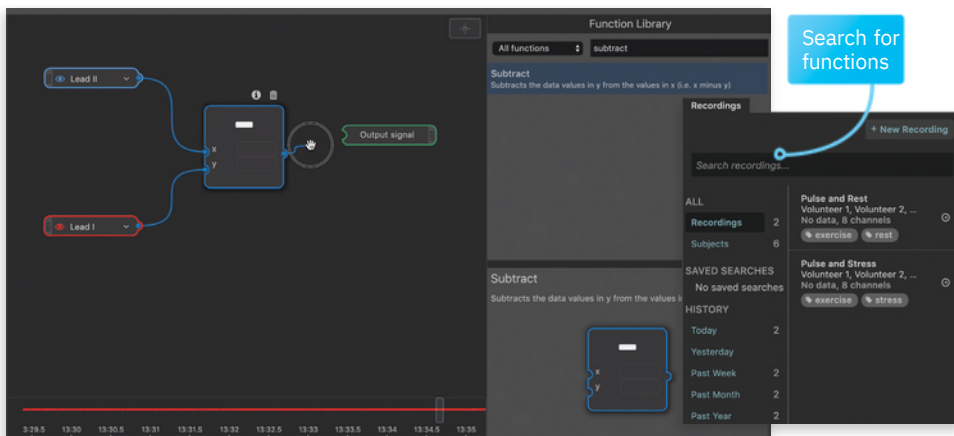 Function Library
All functions
subtract
Subtract
Subtracts the data values in y from the values in x (i.e. x minus y)
Lead II
x
y
Output signal
Lead I
Subtract
Subtracts the data values in y from the values i
x
y
3:29.5 13:30 13:30.5 13:31 13:31.5 13:32 13:32.5 13:33 13:33.5 13:34 13:34.5 13:35
Search for
functions
Recordings
+ New Recording
Search recordings...
ALL
Recordings 2
Subjects 6
SAVED SEARCHES
No saved searches
HISTORY
Today 2
Yesterday
Past Week 2
Past Month 2
Past Year 2
Pulse and Rest
Volunteer 1, Volunteer 2, ...
No data, 8 channels
exercise rest
Pulse and Stress
Volunteer 1, Volunteer 2, ...
No data, 8 channels
exercise stress